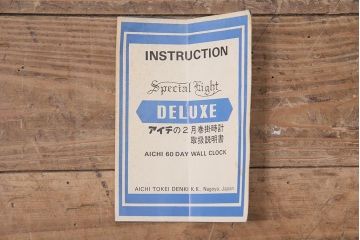 INSTRUCTION
Special Eight
DELUXE
アイチの2月巻掛時計
取扱説明書
AICHI 60 DAY WALL CLOCK
AICHI TOKEI DENKI K.K., Nagoya, Japan